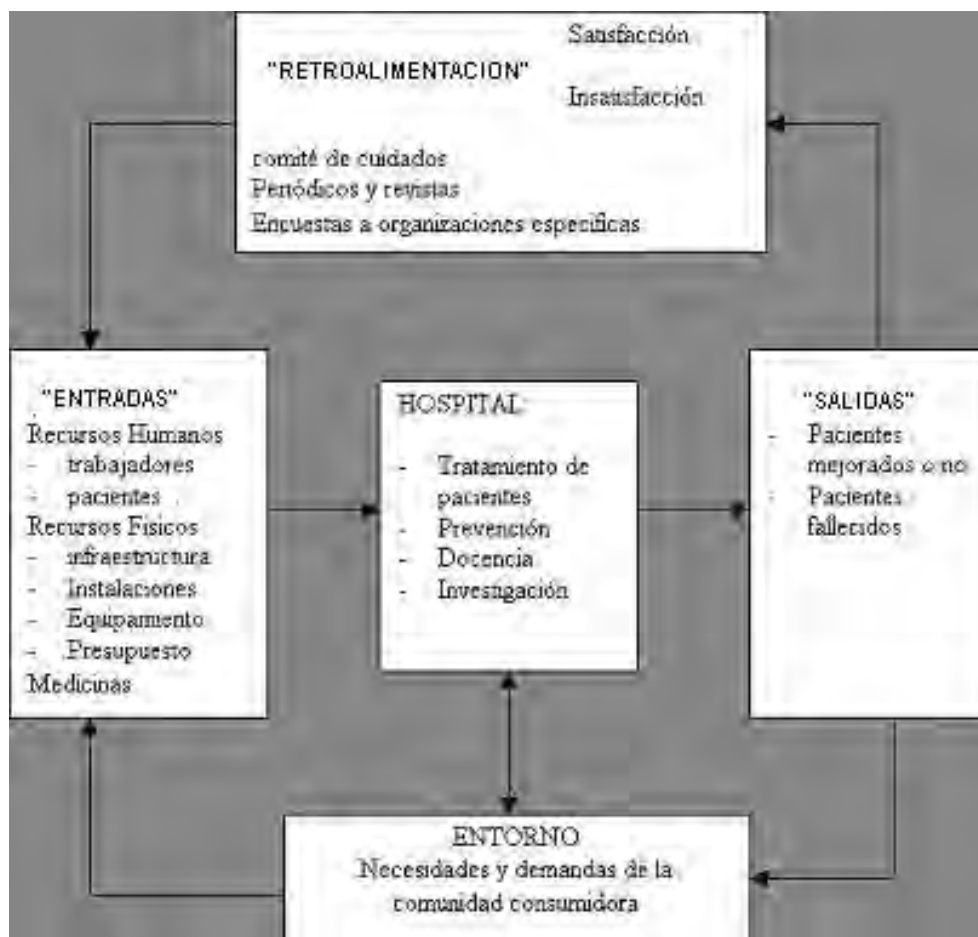 Satisfacción
"RETROALIMENTACION"
Insatisfacción
comité de cuidados
Periódicos y revistas
Encuestas a organizaciones especificas
"ENTRADAS"
Recursos Humanos
- trabajadores
- pacientes
Recursos Físicos
- infraestructura
- Instalaciones
- Equipamiento
- Presupuesto
Medicinas
HOSPITAL
- Tratamiento de
pacientes
- Prevención
- Docencia
- Investigación
"SALIDAS"
- Pacientes
mejorados o no
- Pacientes
fallecidos
ENTORNO
Necesidades y demandas de la
comunidad consumidora